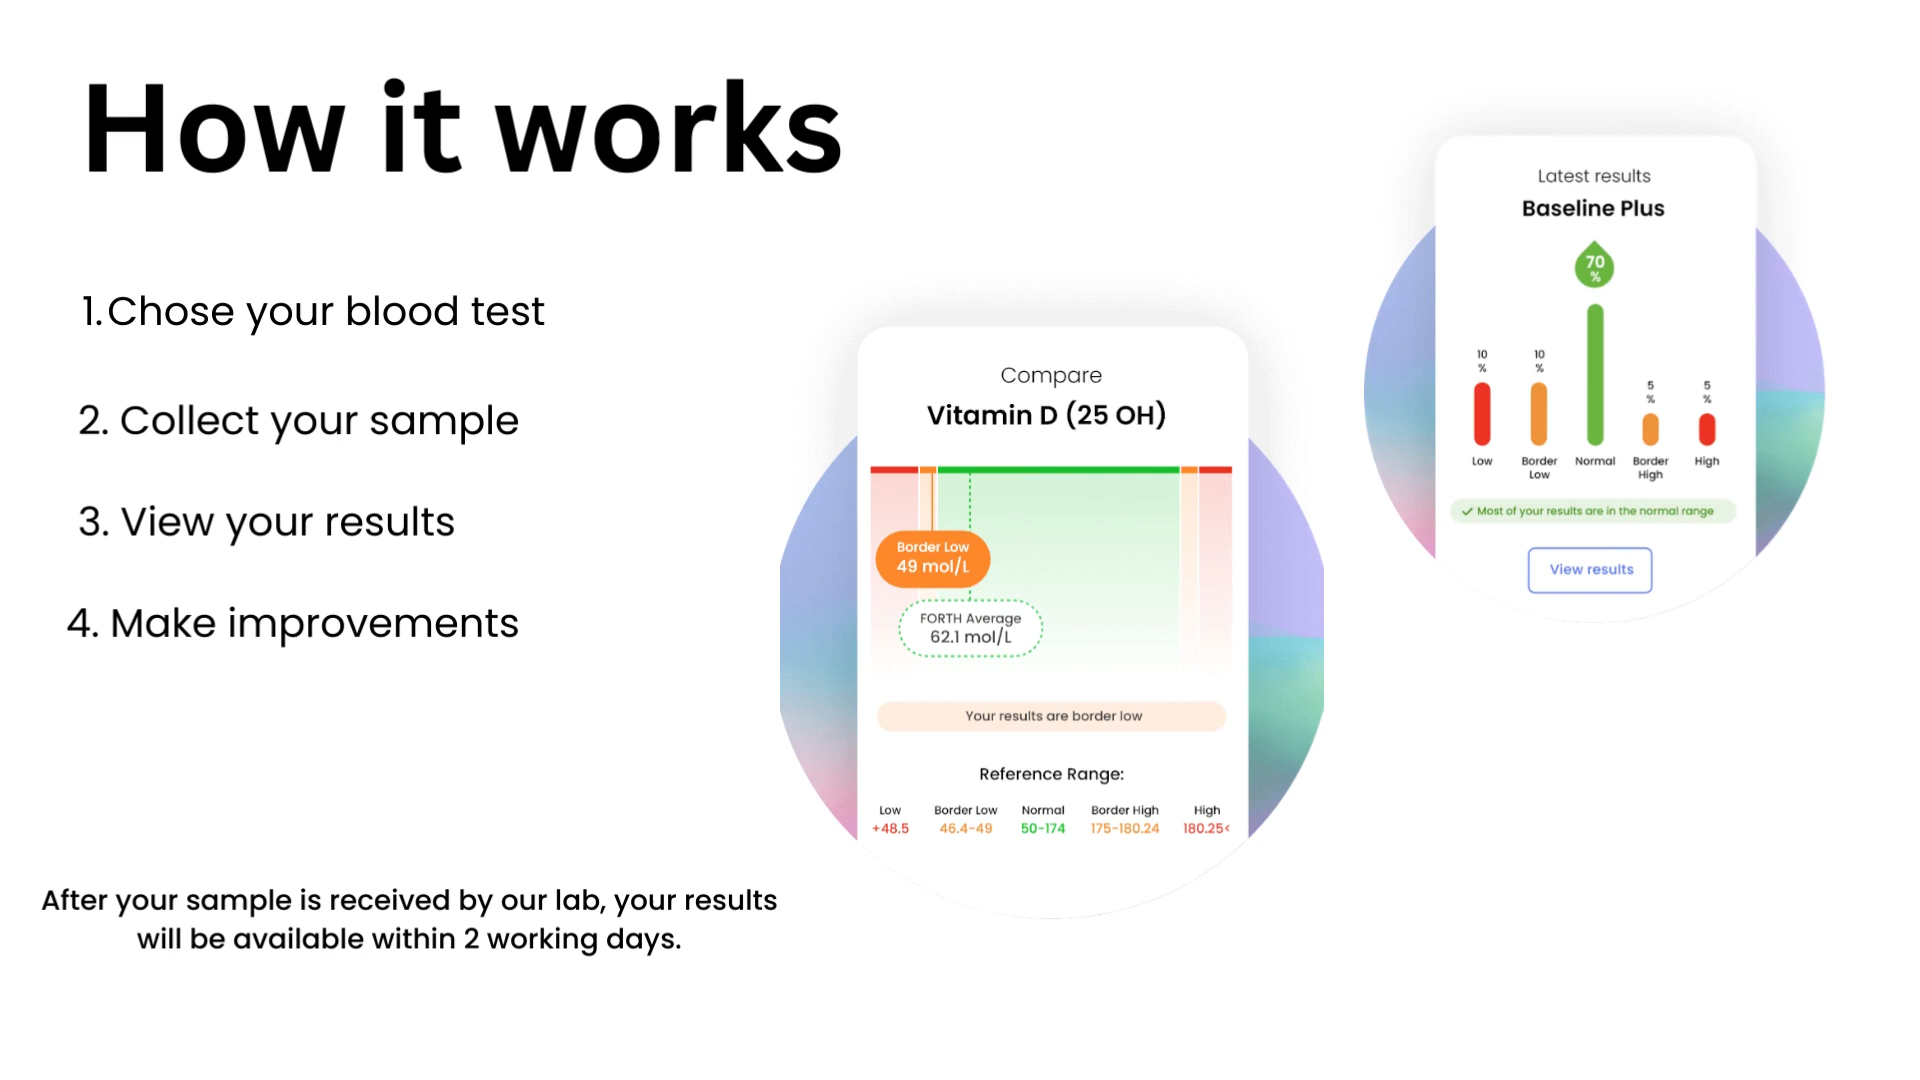 How it works
1. Chose your blood test
2. Collect your sample
3. View your results
4. Make improvements
After your sample is received by our lab, your results
will be available within 2 working days.
Compare
Vitamin D (25 OH)
Border Low
49 mol/L
FORTH Average
62.1 mol/L
Your results are border low
Reference Range:
Low Border Low Normal Border High High
+48.5 46.4-49 50-174 175-180.24 180.25<
Latest results
Baseline Plus
70
%
10 10 5 5
% % % %
Low Border Normal Border High
Low High
Most of your results are in the normal range
View results